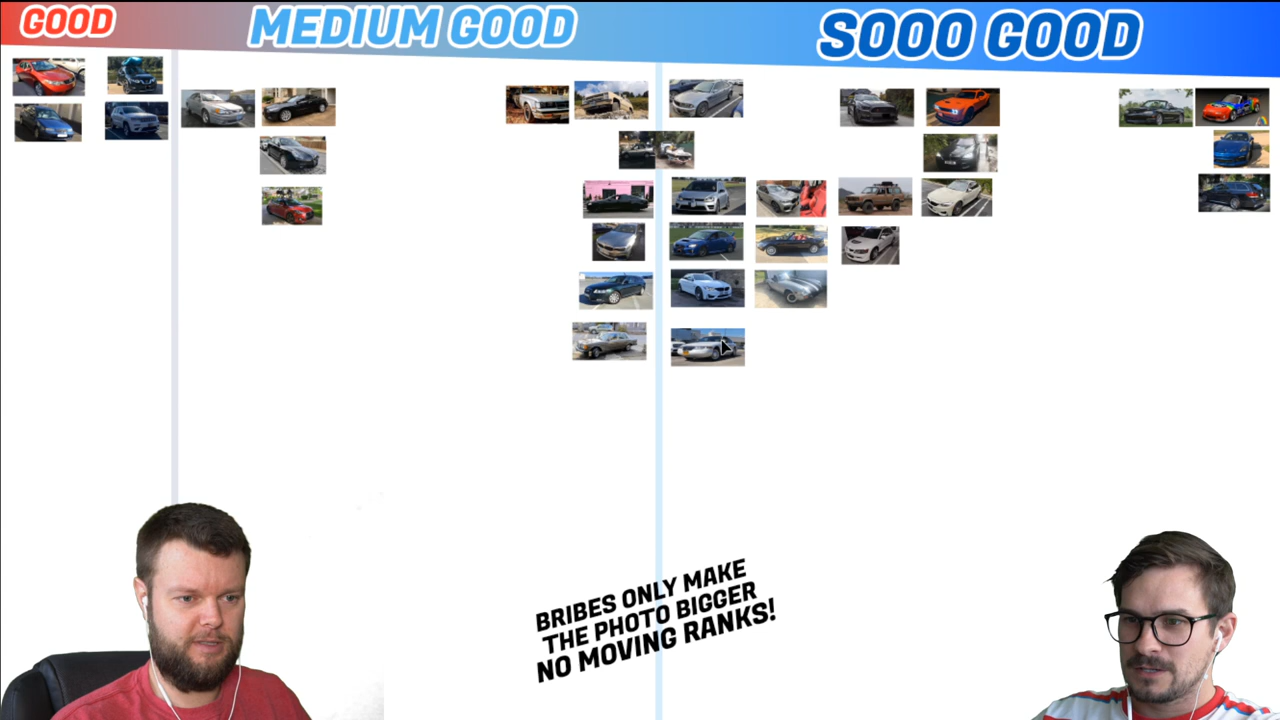 GOOD
MEDIUM GOOD
SOOO GOOD
BRIBES ONLY MAKE
THE PHOTO BIGGER
NO MOVING RANKS!